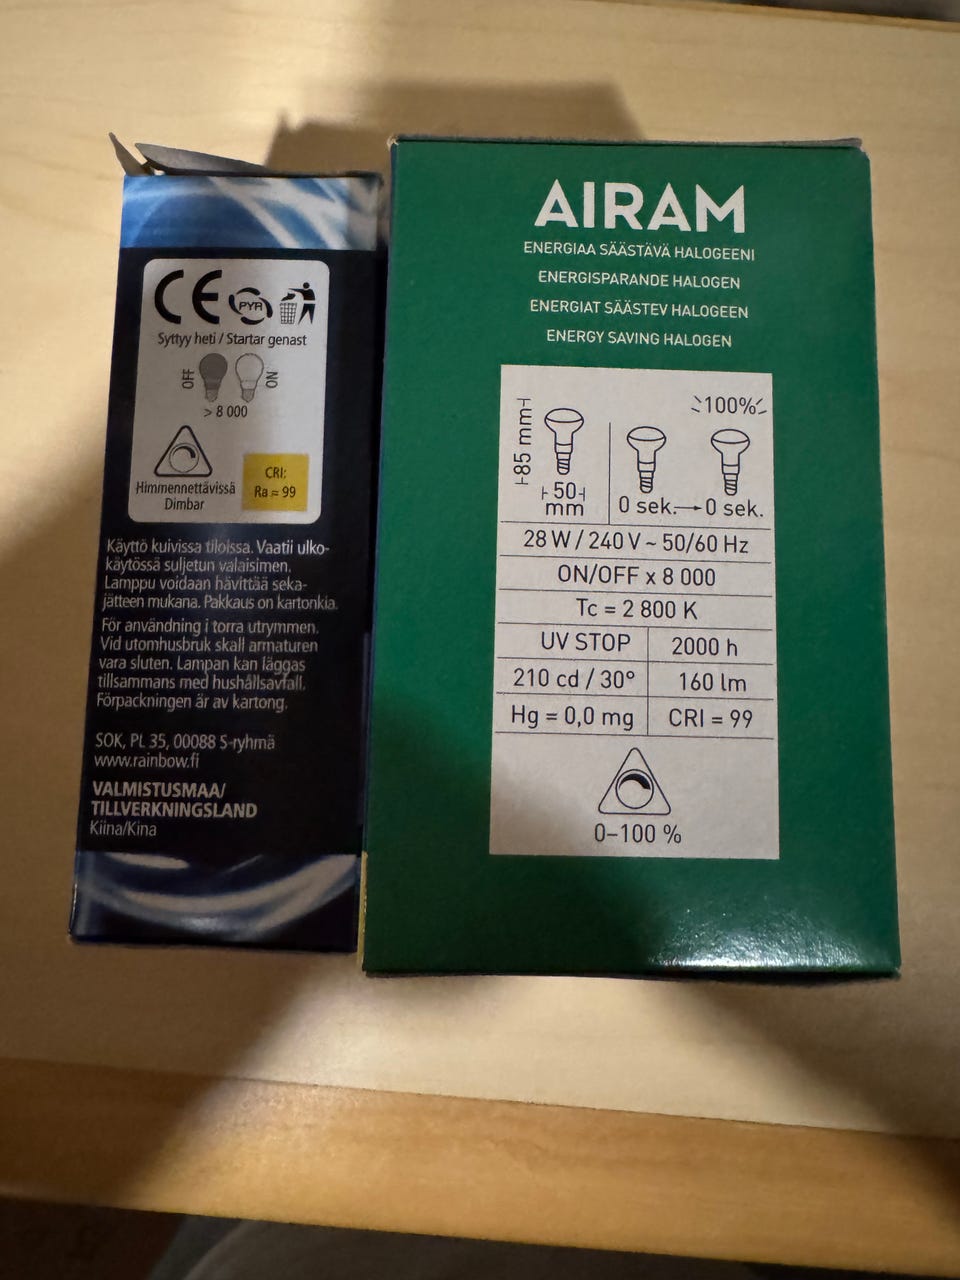 CE PYR
Syttyy heti / Startar genast
OFF ON
> 8 000
Himmennettävissä
Dimbar
CRI:
Ra = 99
Käyttö kuivissa tiloissa. Vaatii ulko-
käytössä suljetun valaisimen.
Lamppu voidaan hävittää seka-
jätteen mukana. Pakkaus on kartonkia.
För användning i torra utrymmen.
Vid utomhusbruk skall armaturen
vara sluten. Lampan kan läggas
tillsammans med hushållsavfall.
Förpackningen är av kartong.
SOK, PL 35, 00088 S-ryhmä
www.rainbow.fi
VALMISTUSMAA/
TILLVERKNINGSLAND
Kiina/Kina
AIRAM
ENERGIAA SÄÄSTÄVÄ HALOGEENI
ENERGISPARANDE HALOGEN
ENERGIAT SÄÄSTEV HALOGEEN
ENERGY SAVING HALOGEN
85 mm
50
mm
100%
0 sek.→0 sek.
28 W / 240 V ~ 50/60 Hz
ON/OFF x 8 000
Tc = 2 800 K
UV STOP 2000 h
210 cd / 30° 160 lm
Hg = 0,0 mg CRI = 99
0–100 %